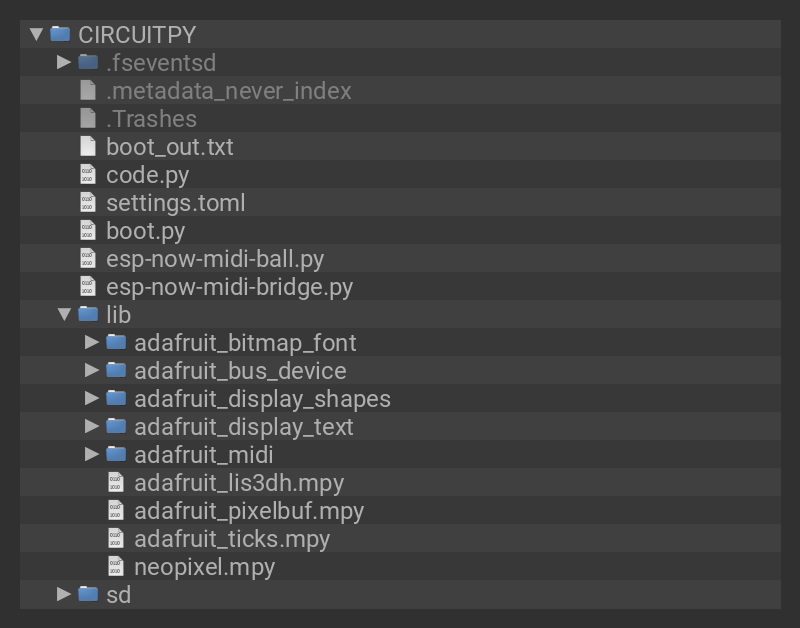 CIRCUITPY
.fseventsd
.metadata_never_index
.Trashes
boot_out.txt
code.py
settings.toml
boot.py
esp-now-midi-ball.py
esp-now-midi-bridge.py
lib
adafruit_bitmap_font
adafruit_bus_device
adafruit_display_shapes
adafruit_display_text
adafruit_midi
adafruit_lis3dh.mpy
adafruit_pixelbuf.mpy
adafruit_ticks.mpy
neopixel.mpy
sd